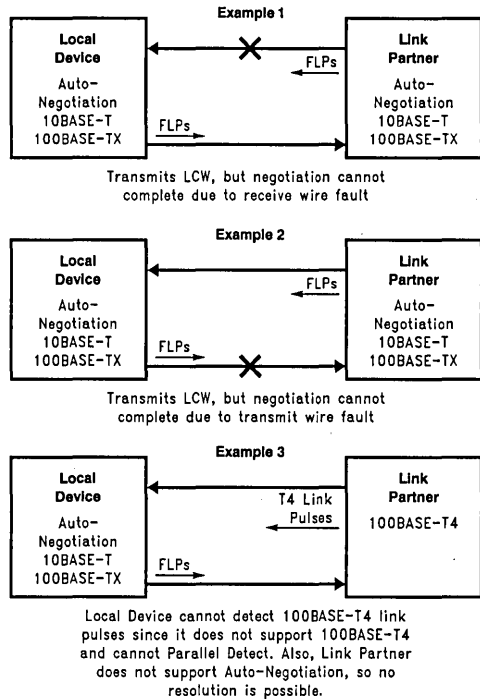 Example 1
Local
Device
Auto-
Negotiation
10BASE-T
100BASE-TX
FLPs
FLPs
Link
Partner
Auto-
Negotiation
10BASE-T
100BASE-TX
Transmits LCW, but negotiation cannot
complete due to receive wire fault
Example 2
Local
Device
Auto-
Negotiation
10BASE-T
100BASE-TX
FLPs
FLPs
Link
Partner
Auto-
Negotiation
10BASE-T
100BASE-TX
Transmits LCW, but negotiation cannot
complete due to transmit wire fault
Example 3
Local
Device
Auto-
Negotiation
10BASE-T
100BASE-TX
T4 Link
Pulses
FLPs
Link
Partner
100BASE-T4
Local Device cannot detect 100BASE-T4 link
pulses since it does not support 100BASE-T4
and cannot Parallel Detect. Also, Link Partner
does not support Auto-Negotiation, so no
resolution is possible.